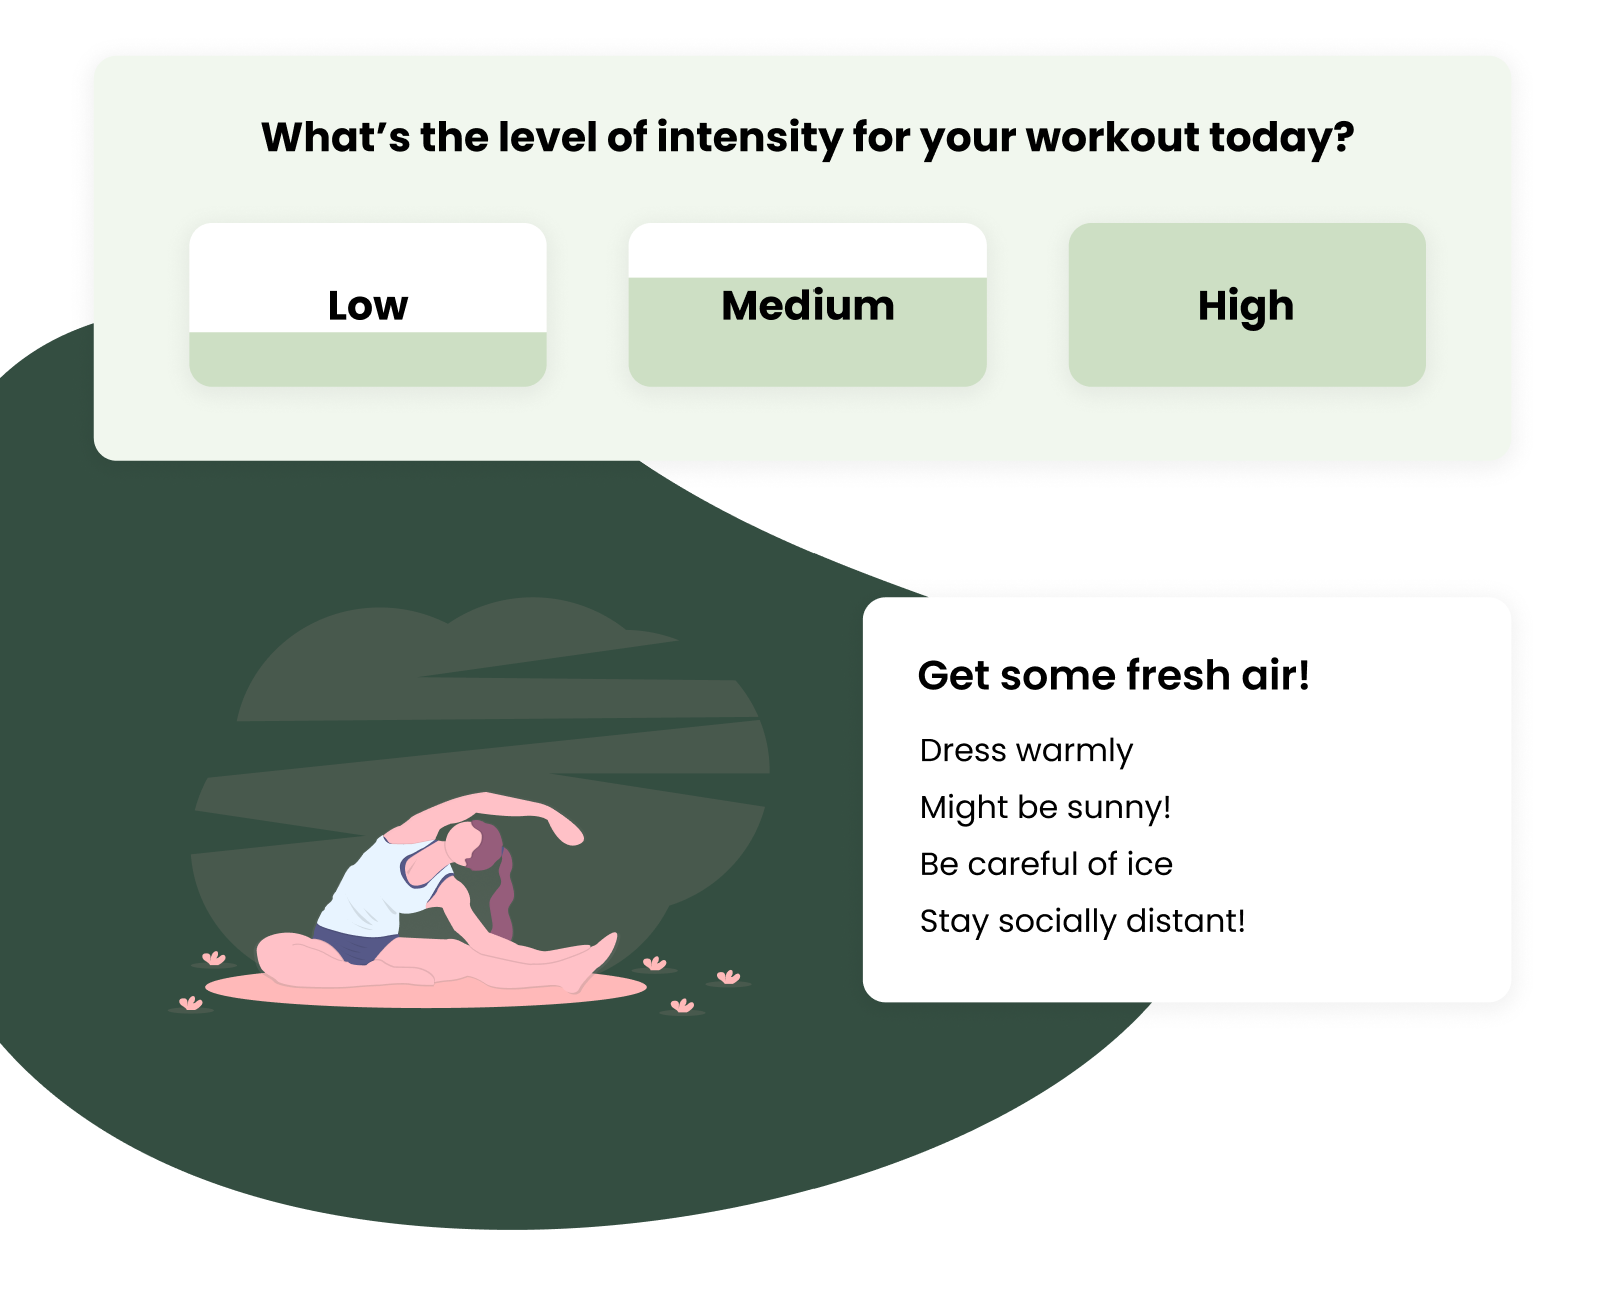 What’s the level of intensity for your workout today?
Low
Medium
High
Get some fresh air!
Dress warmly
Might be sunny!
Be careful of ice
Stay socially distant!